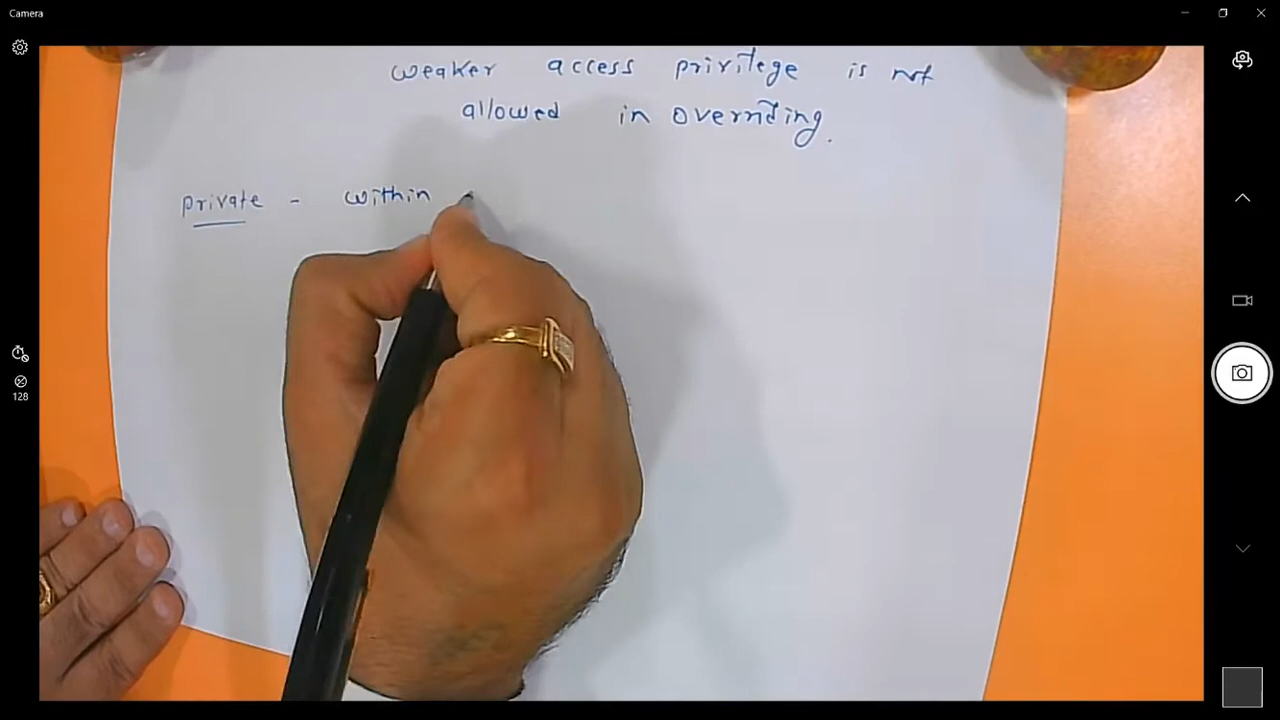 Camera
weaker access privilege is not
allowed in overriding.
private - within
128